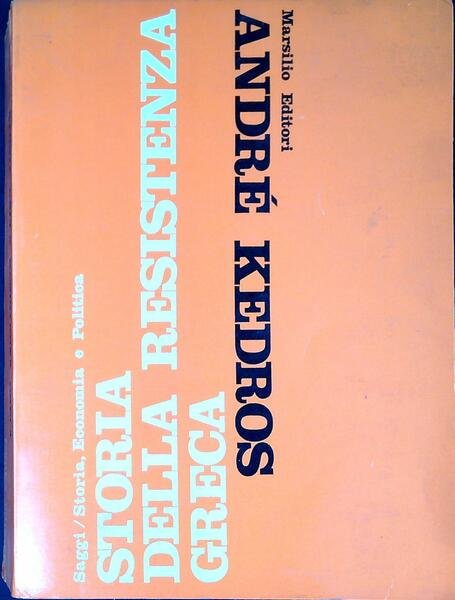 Marsilio Editori
ANDRÉ KEDROS
Saggi/Storia, Economia e Politica
STORIA
DELLA RESISTENZA
GRECA